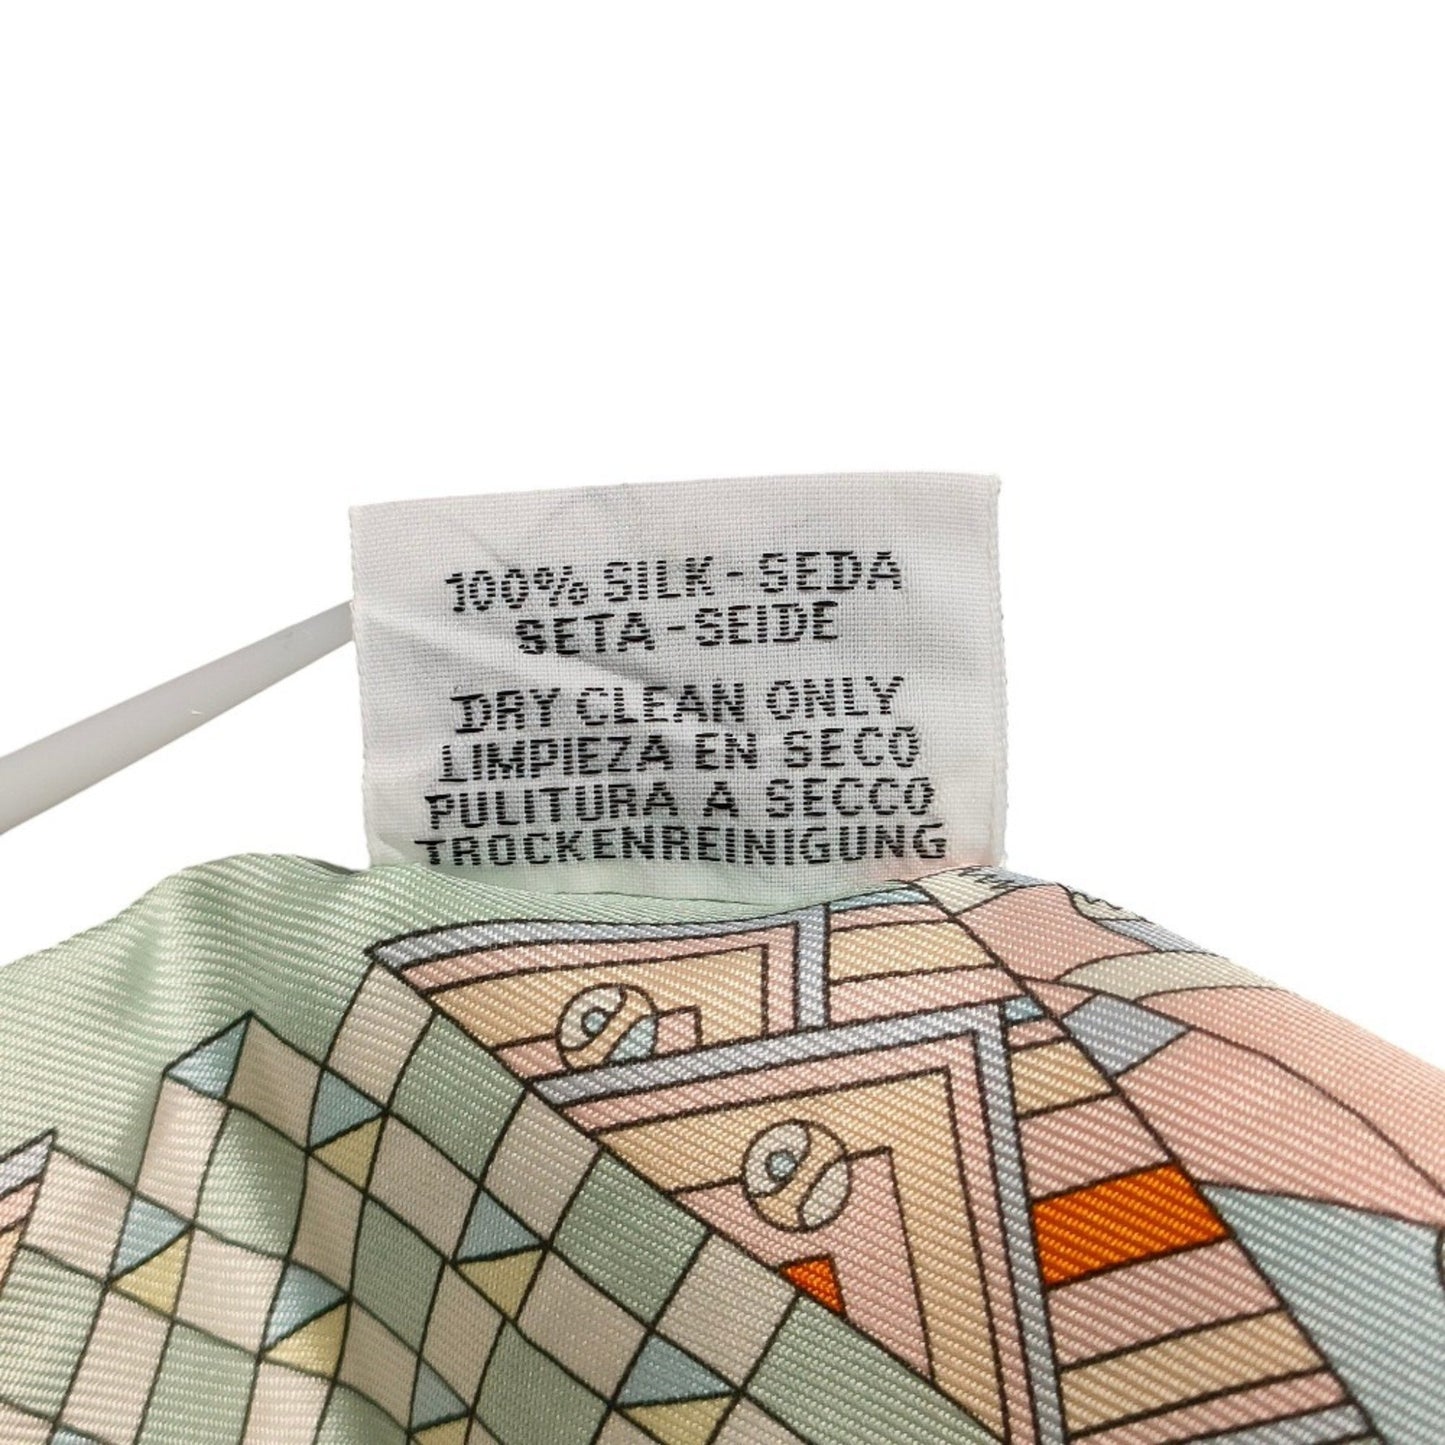 100% SILK - SEDA
SETA - SEIDE
DRY CLEAN ONLY
LIMPIEZA EN SECO
PULITURA A SECCO
TROCKENREINIGUNG